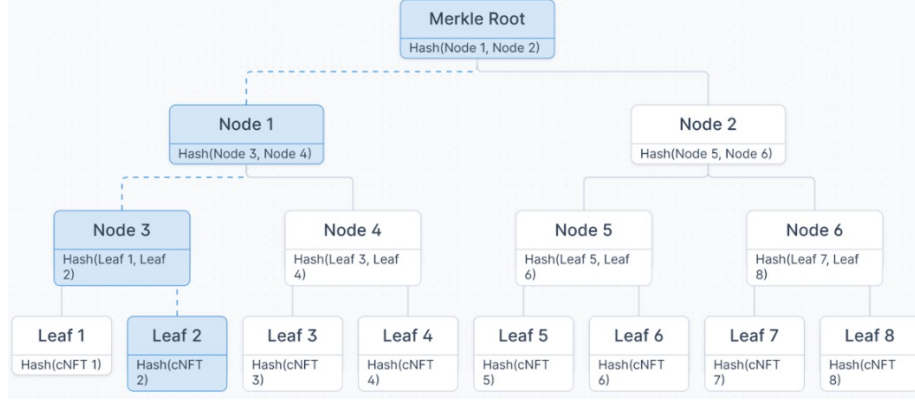 Merkle Root
Hash(Node 1, Node 2)
Node 1
Hash(Node 3, Node 4)
Node 2
Hash(Node 5, Node 6)
Node 3
Hash(Leaf 1, Leaf
2)
Node 4
Hash(Leaf 3, Leaf
4)
Node 5
Hash(Leaf 5, Leaf
6)
Node 6
Hash(Leaf 7, Leaf
8)
Leaf 1
Hash(cNFT 1)
Leaf 2
Hash(cNFT
2)
Leaf 3
Hash(cNFT
3)
Leaf 4
Hash(cNFT
4)
Leaf 5
Hash(cNFT
5)
Leaf 6
Hash(cNFT
6)
Leaf 7
Hash(cNFT
7)
Leaf 8
Hash(cNFT
8)